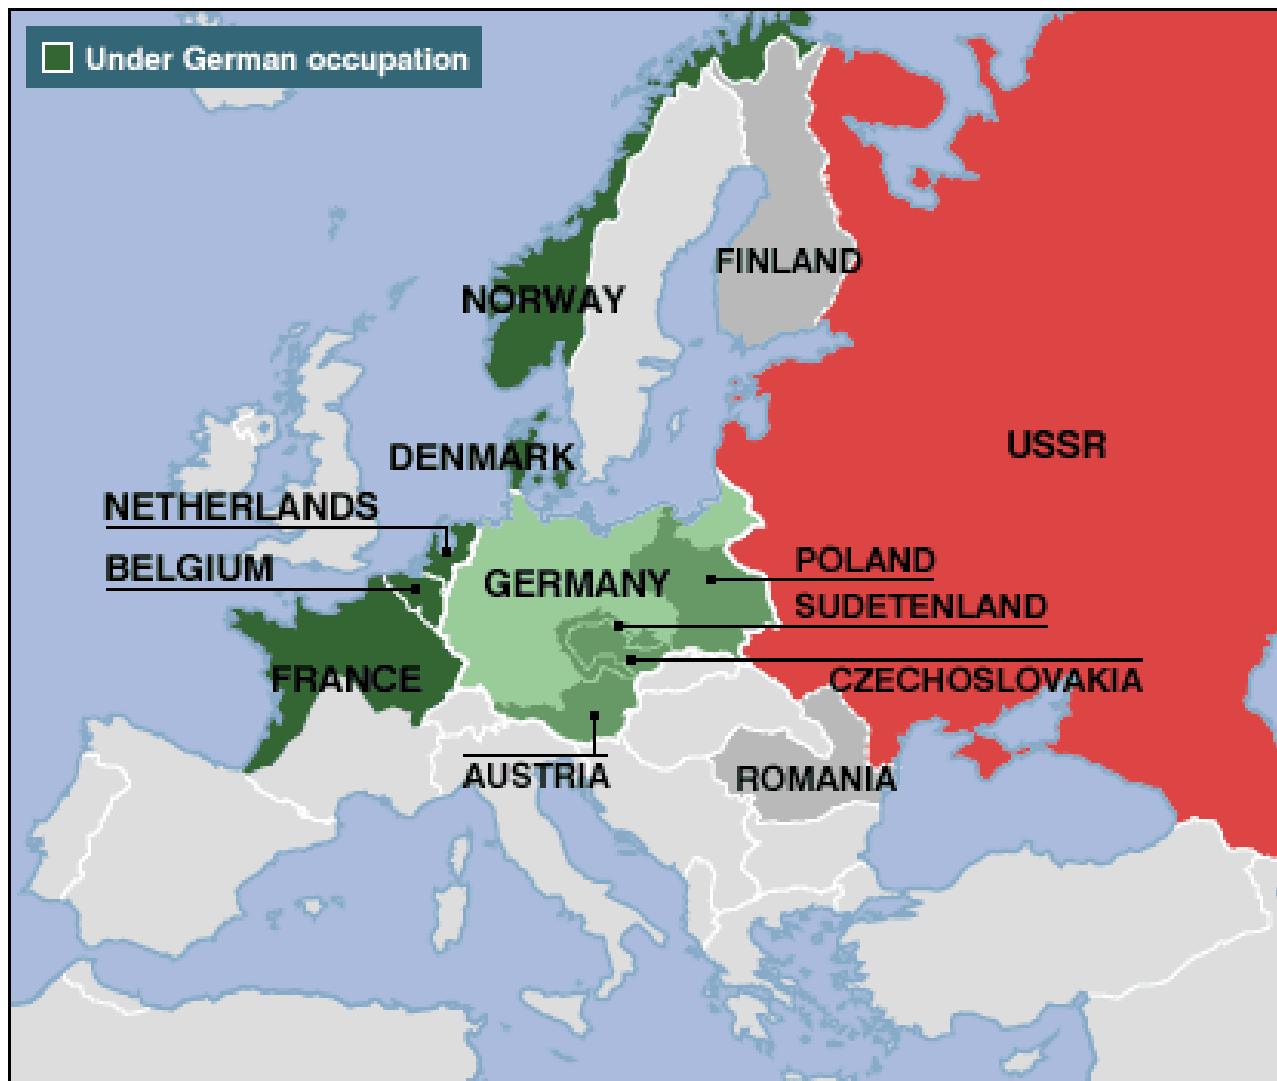 Under German occupation
FINLAND
NORWAY
USSR
DENMARK
NETHERLANDS
BELGIUM
GERMANY
POLAND
SUDETENLAND
FRANCE
CZECHOSLOVAKIA
AUSTRIA
ROMANIA